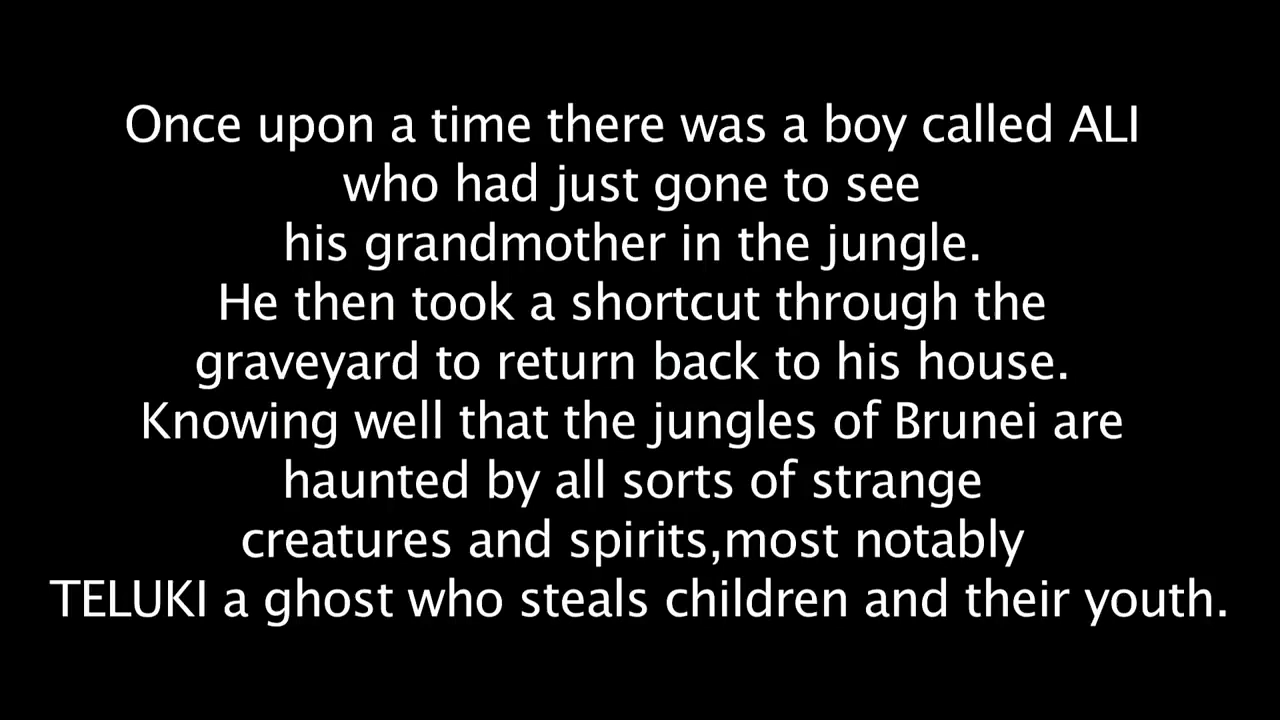 Once upon a time there was a boy called ALI
who had just gone to see
his grandmother in the jungle.
He then took a shortcut through the
graveyard to return back to his house.
Knowing well that the jungles of Brunei are
haunted by all sorts of strange
creatures and spirits,most notably
TELUKI a ghost who steals children and their youth.